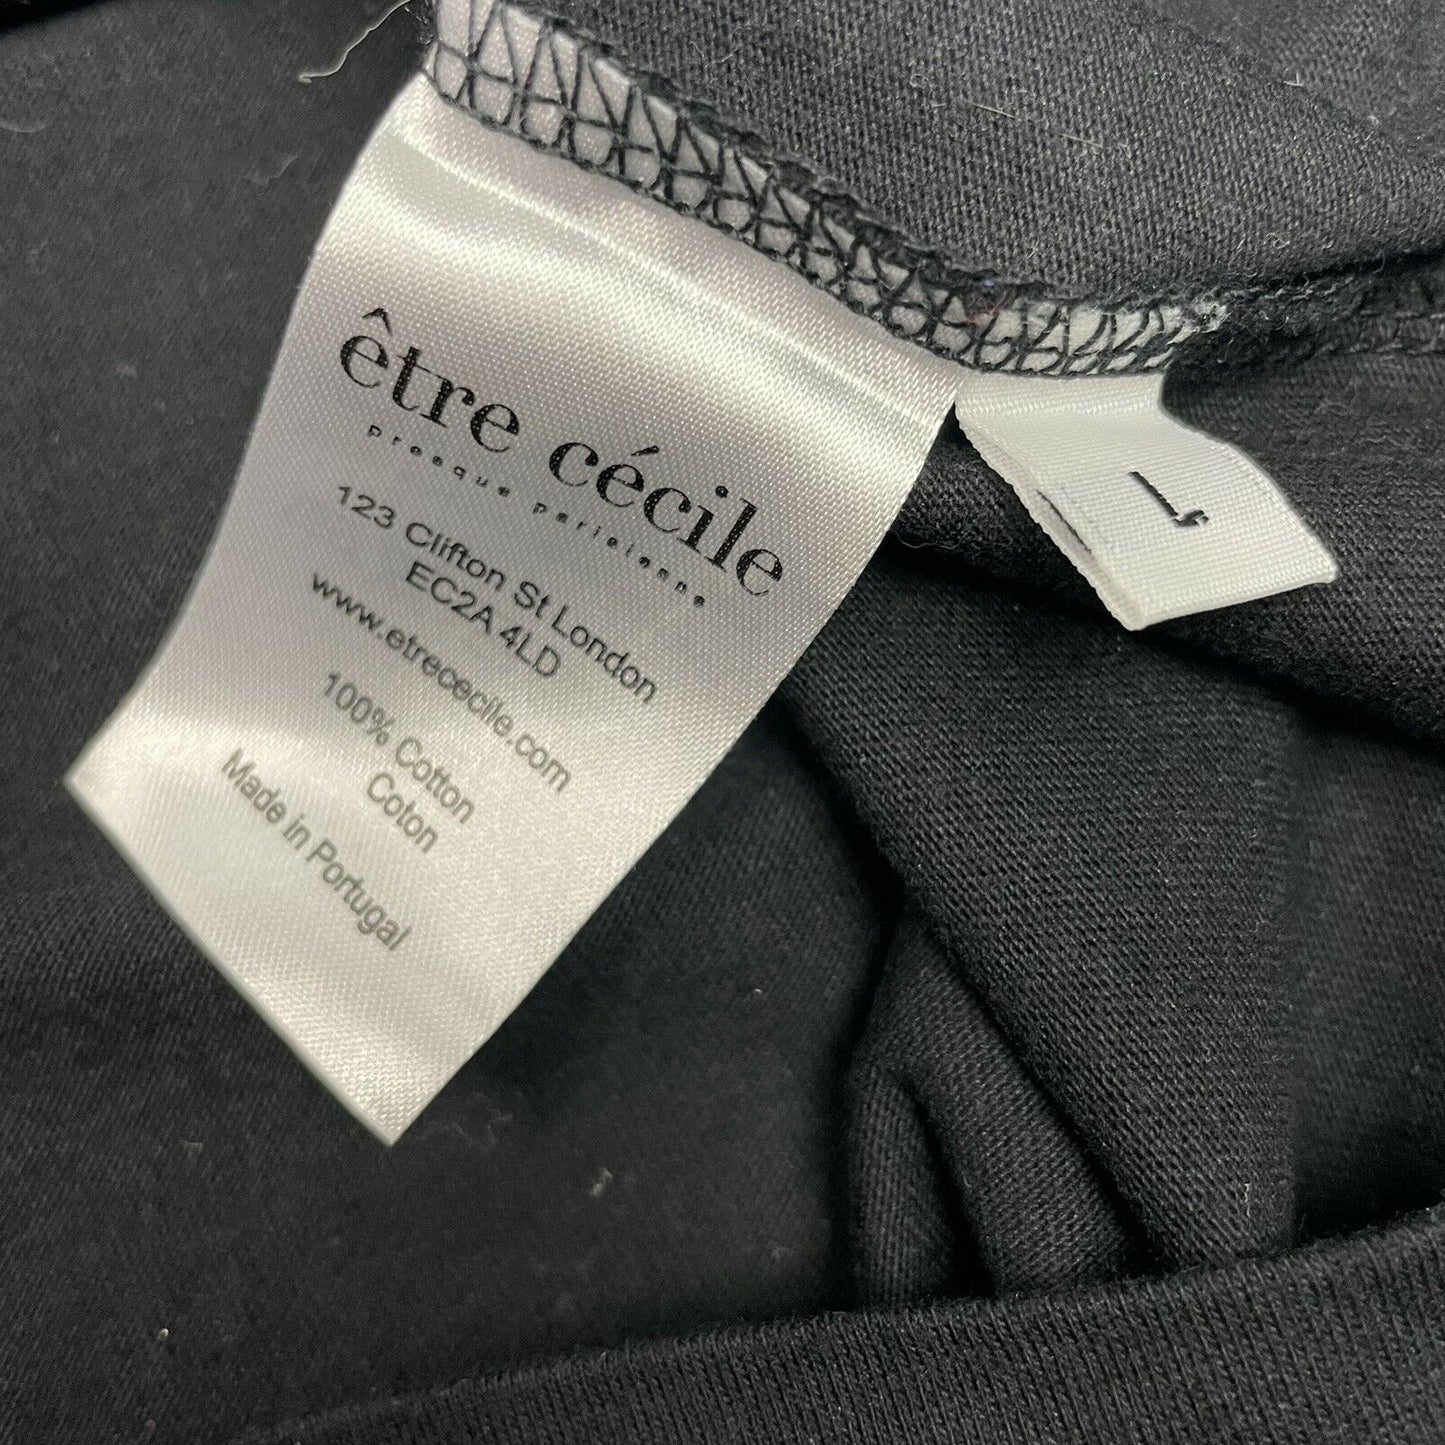 être cécile
presque parisienne
123 Clifton St London
EC2A 4LD
www.etrececile.com
100% Cotton
Coton
Made in Portugal
L